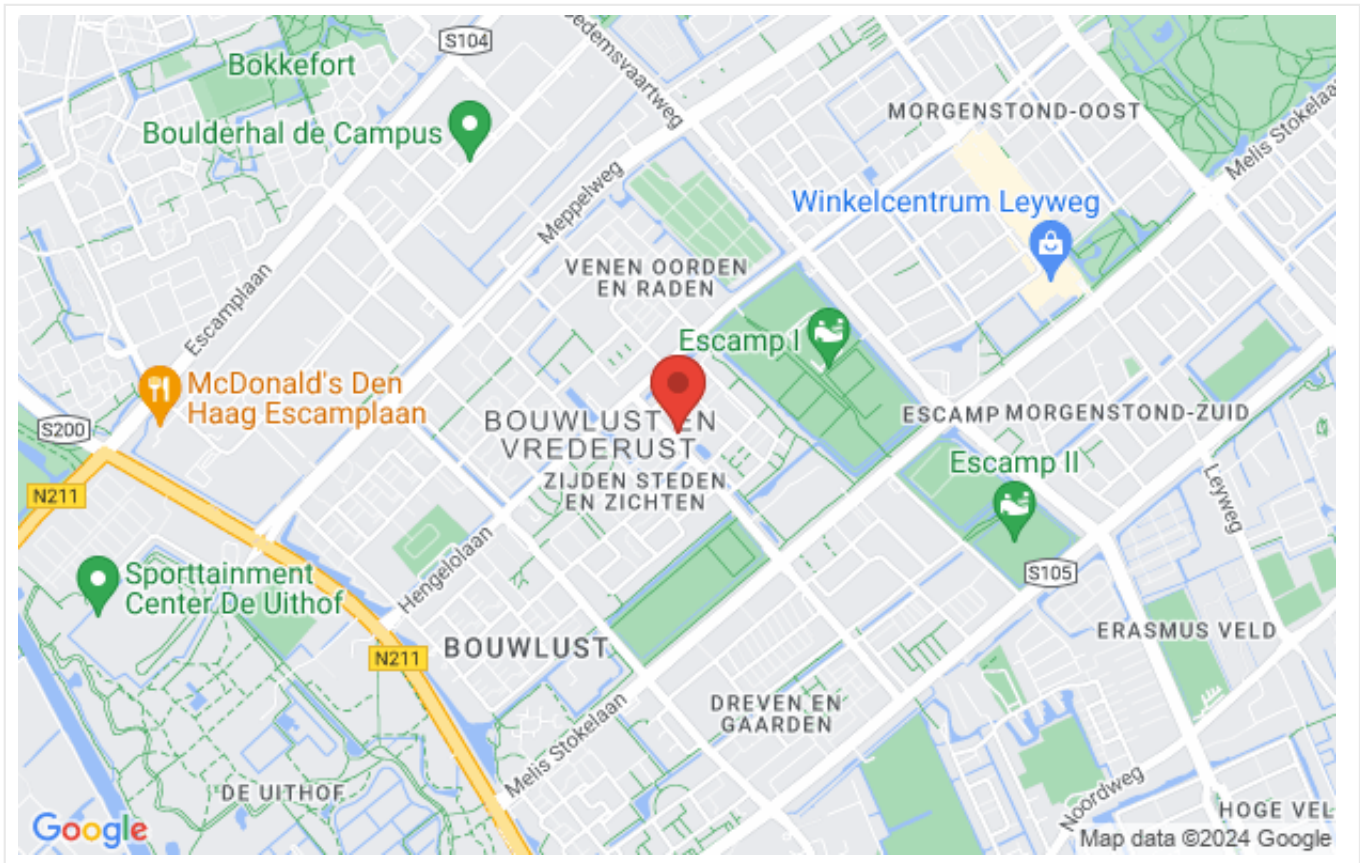 S104
Dedemsvaartweg
Bokkefort
Boulderhal de Campus
MORGENSTOND-OOST
Melis Stokelaan
Meppelweg
Winkelcentrum Leyweg
VENEN OORDEN
EN RADEN
Escamplaan
Escamp I
McDonald's Den
Haag Escamplaan
S200
BOUWLUST EN
VREDERUST
ESCAMP
MORGENSTOND-ZUID
Escamp II
ZIJDEN STEDEN
EN ZICHTEN
N211
Leyweg
Sporttainment
Center De Uithof
Hengelolaan
S105
ERASMUS VELD
BOUWLUST
N211
DREVEN EN
GAARDEN
Melis Stokelaan
DE UITHOF
Noordweg
HOGE VEL
Google
Map data ©2024 Google